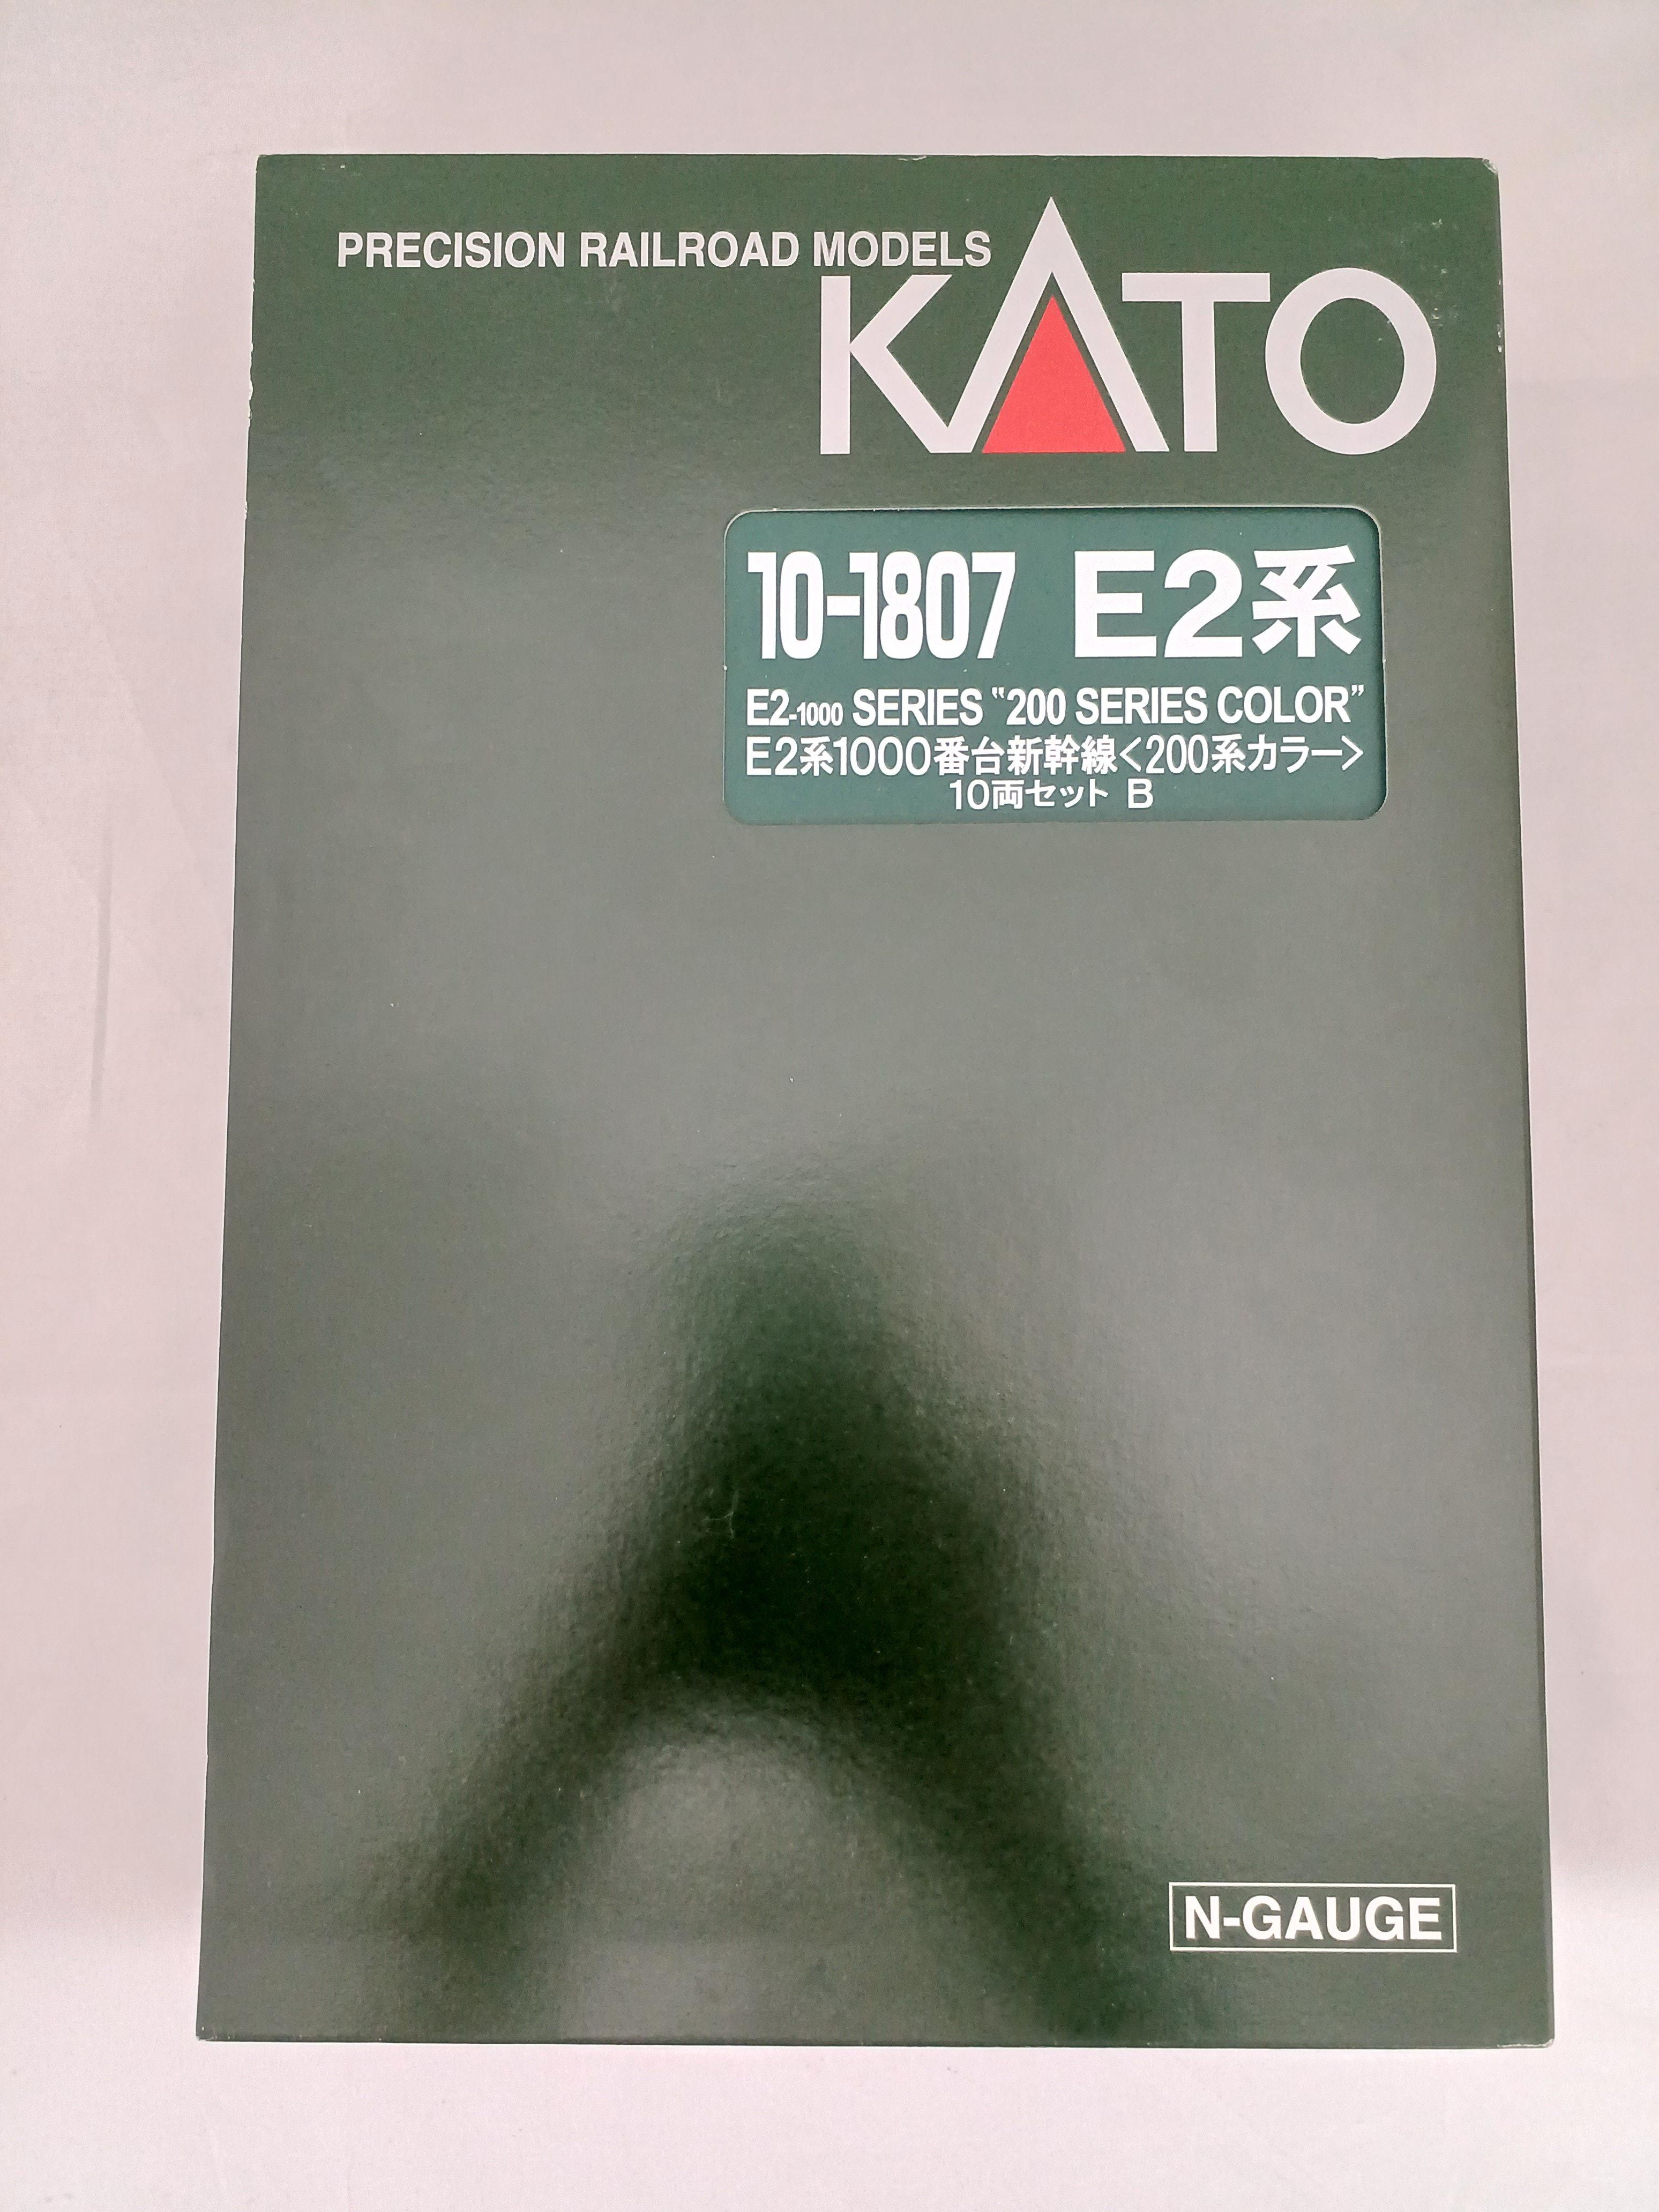 PRECISION RAILROAD MODELS
KATO
10-1807 E2系
E2-1000 SERIES “200 SERIES COLOR”
E2系1000番台新幹線<200系カラー>
10両セット B
N-GAUGE